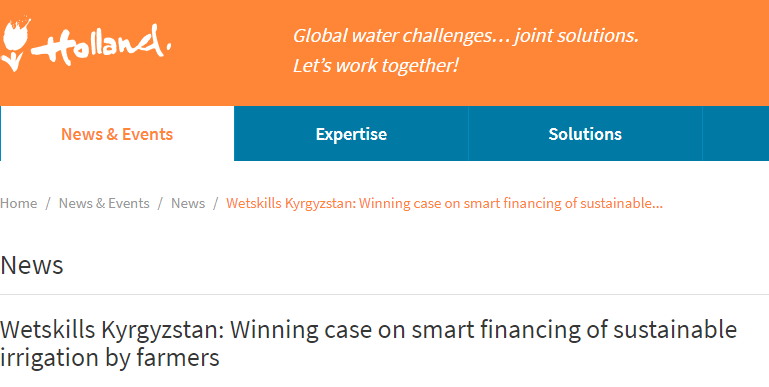 Holland.
Global water challenges... joint solutions.
Let's work together!
News & Events
Expertise
Solutions
Home / News & Events / News / Wetskills Kyrgyzstan: Winning case on smart financing of sustainable...
News
Wetskills Kyrgyzstan: Winning case on smart financing of sustainable
irrigation by farmers